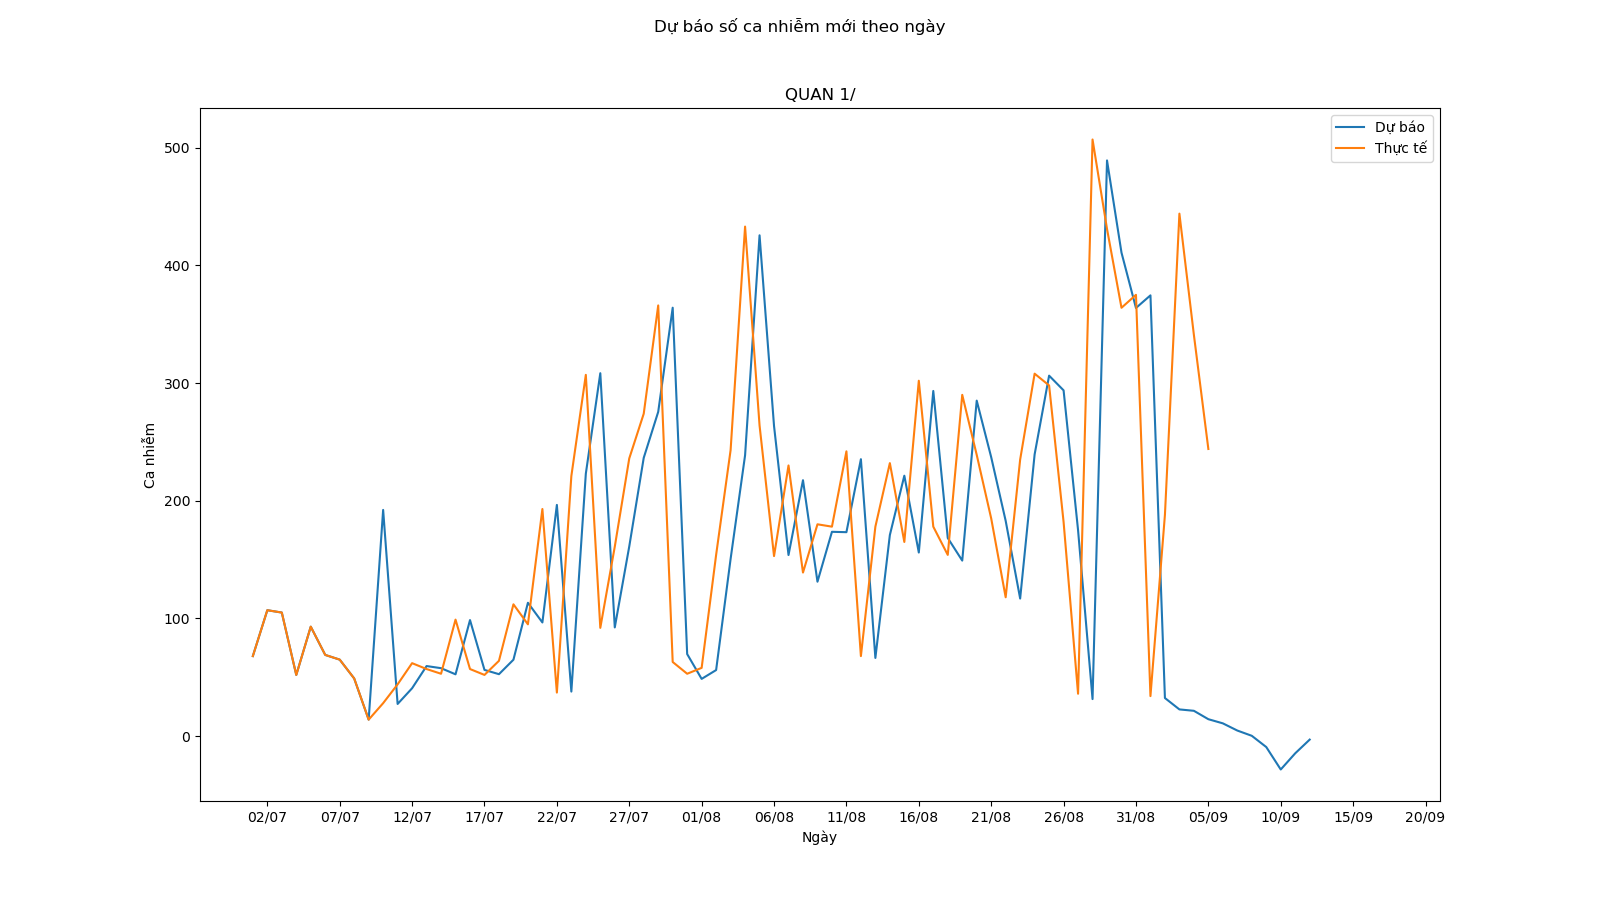 Dự báo số ca nhiễm mới theo ngày
QUAN 1/
Dự báo
Thực tế
500
400
300
200
100
0
Ca nhiễm
02/07 07/07 12/07 17/07 22/07 27/07 01/08 06/08 11/08 16/08 21/08 26/08 31/08 05/09 10/09 15/09 20/09
Ngày